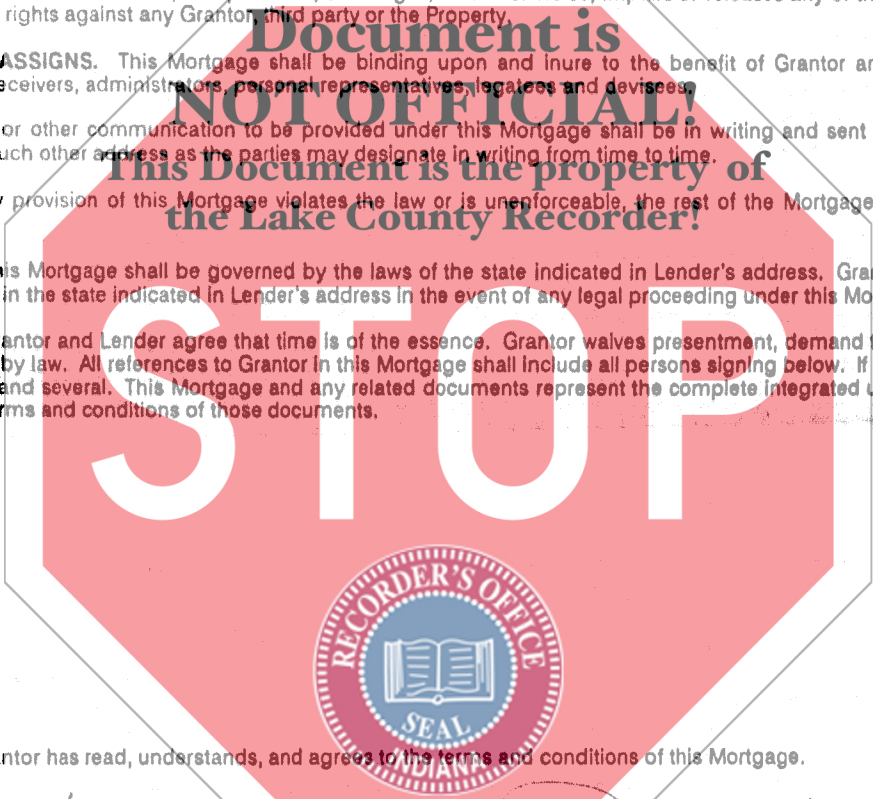 rights against any Grantor, third party or the Property.
Document is
ASSIGNS. This Mortgage shall be binding upon and inure to the benefit of Grantor
eceivers, administrators, personal representatives, legatees and devisees.
NOT OFFICIAL!
or other communication to be provided under this Mortgage shall be in writing and sent
uch other address as the parties may designate in writing from time to time.
This Document is the property of
provision of this Mortgage violates the law or is unenforceable, the rest of the Mortgage
the Lake County Recorder!
is Mortgage shall be governed by the laws of the state indicated in Lender's address. Gra
in the state indicated in Lender's address in the event of any legal proceeding under this Mo
STOP
antor and Lender agree that time is of the essence. Grantor waives presentment, demand
by law. All references to Grantor in this Mortgage shall include all persons signing below. If
and several. This Mortgage and any related documents represent the complete integrated
rms and conditions of those documents.
RECORDER'S OFFICE
SEAL
INDIANA
ntor has read, understands, and agrees to the terms and conditions of this Mortgage.